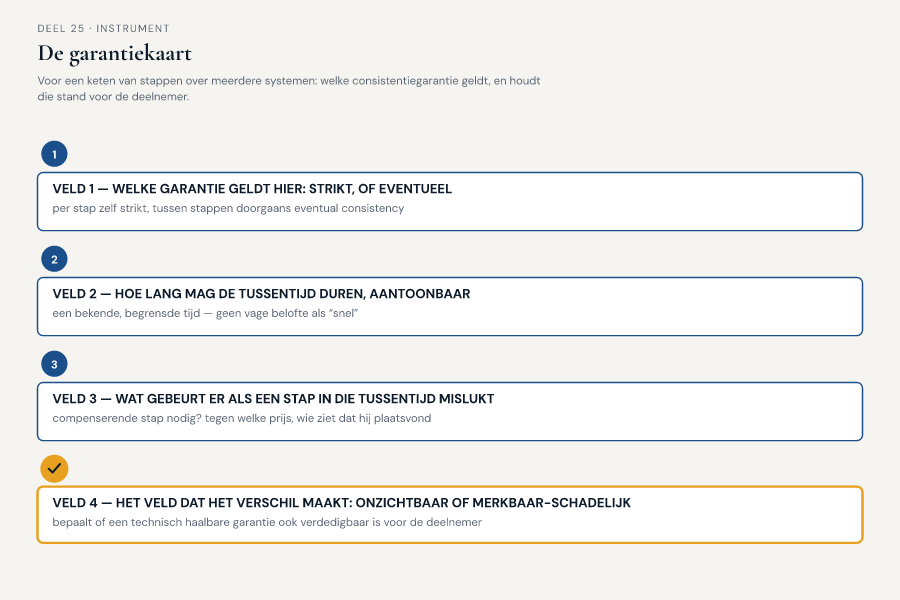 DEEL 25 · INSTRUMENT
De garantiekaart
Voor een keten van stappen over meerdere systemen: welke consistentiegarantie geldt, en houdt
die stand voor de deelnemer.
1
VELD 1 — WELKE GARANTIE GELDT HIER: STRIKT, OF EVENTUEEL
per stap zelf strikt, tussen stappen doorgaans eventual consistency
2
VELD 2 — HOE LANG MAG DE TUSSENTIJD DUREN, AANTOONBAAR
een bekende, begrensde tijd — geen vage belofte als “snel”
3
VELD 3 — WAT GEBEURT ER ALS EEN STAP IN DIE TUSSENTIJD MISLUKT
compenserende stap nodig? tegen welke prijs, wie ziet dat hij plaatsvond
VELD 4 — HET VELD DAT HET VERSCHIL MAAKT: ONZICHTBAAR OF MERKBAAR-SCHADELIJK
bepaalt of een technisch haalbare garantie ook verdedigbaar is voor de deelnemer